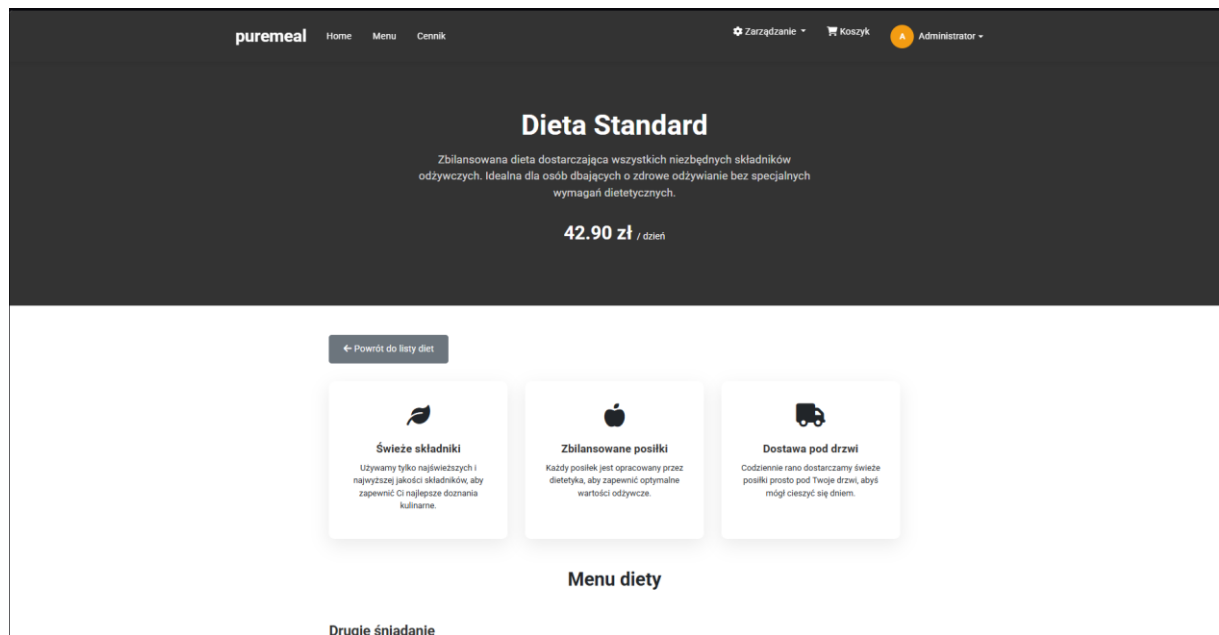 puremeal Home Menu Cennik Zarządzanie Koszyk A Administrator
Dieta Standard
Zbilansowana dieta dostarczająca wszystkich niezbędnych składników
odżywczych. Idealna dla osób dbających o zdrowe odżywianie bez specjalnych
wymagań dietetycznych.
42.90 zł / dzień
Powrót do listy diet
Świeże składniki
Używamy tylko najświeższych i
najwyższej jakości składników, aby
zapewnić Ci najlepsze doznania
kulinarne.
Zbilansowane posiłki
Każdy posiłek jest opracowany przez
dietetyka, aby zapewnić optymalne
wartości odżywcze.
Dostawa pod drzwi
Codziennie rano dostarczamy świeże
posiłki prosto pod Twoje drzwi, abyś
mógł cieszyć się dniem.
Menu diety
Drugie śniadanie